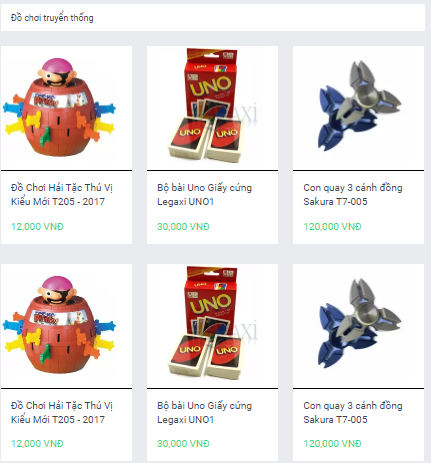 Đồ chơi truyền thống
UNO
UNO
UNO
Đồ Chơi Hải Tặc Thú Vị
Kiểu Mới T205 - 2017
12,000 VNĐ
Bộ bài Uno Giấy cứng
Legaxi UNO1
30,000 VNĐ
Con quay 3 cánh đồng
Sakura T7-005
120,000 VNĐ
UNO
UNO
UNO
Đồ Chơi Hải Tặc Thú Vị
Kiểu Mới T205 - 2017
12,000 VNĐ
Bộ bài Uno Giấy cứng
Legaxi UNO1
30,000 VNĐ
Con quay 3 cánh đồng
Sakura T7-005
120,000 VNĐ